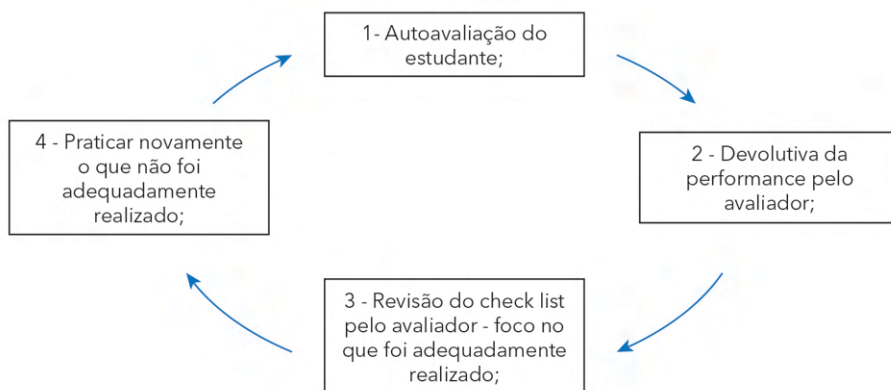 1- Autoavaliação do
estudante;
2 - Devolutiva da
performance pelo
avaliador;
3 - Revisão do check list
pelo avaliador - foco no
que foi adequadamente
realizado;
4 - Praticar novamente
o que não foi
adequadamente
realizado;